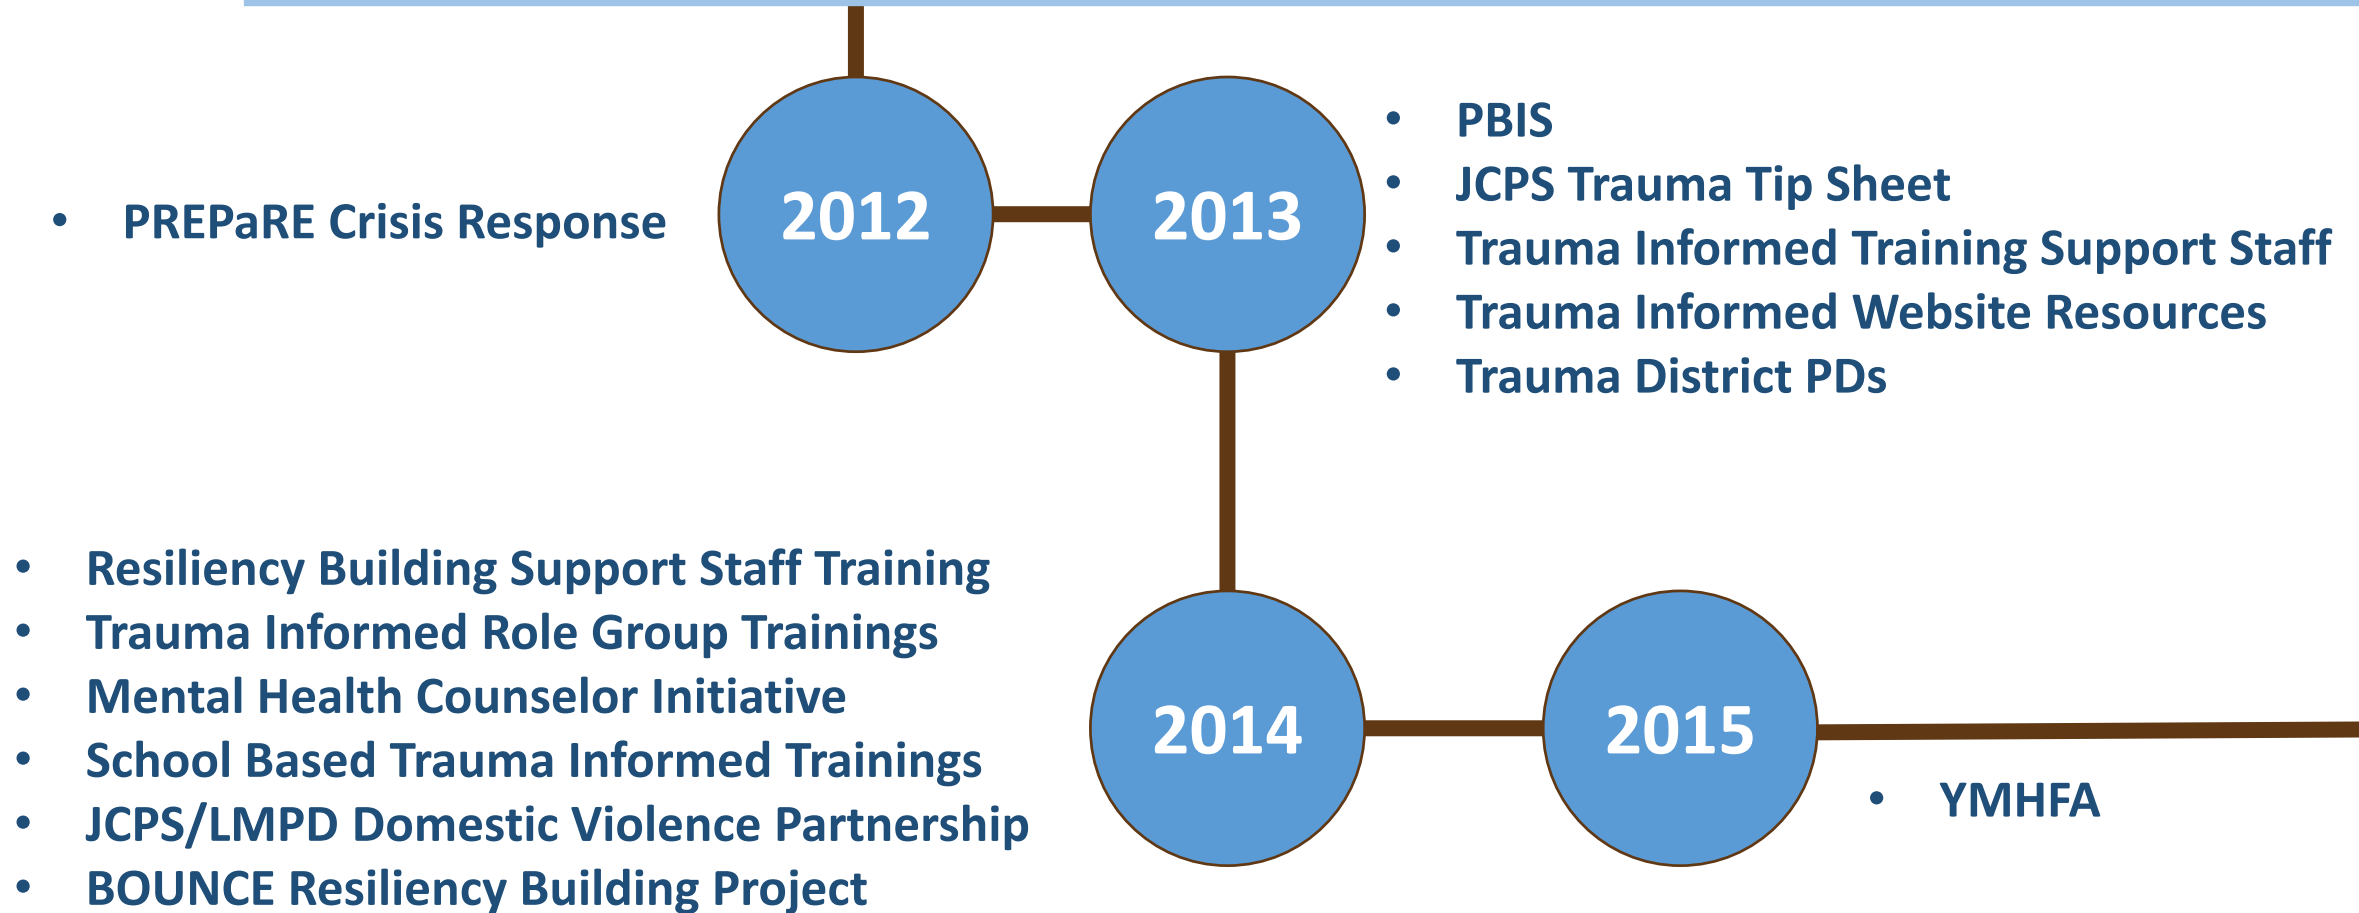 • PREPaRE Crisis Response
2012
2013
• PBIS
• JCPS Trauma Tip Sheet
• Trauma Informed Training Support Staff
• Trauma Informed Website Resources
• Trauma District PDs
• Resiliency Building Support Staff Training
• Trauma Informed Role Group Trainings
• Mental Health Counselor Initiative
• School Based Trauma Informed Trainings
• JCPS/LMPD Domestic Violence Partnership
• BOUNCE Resiliency Building Project
2014
2015
• YMHFA